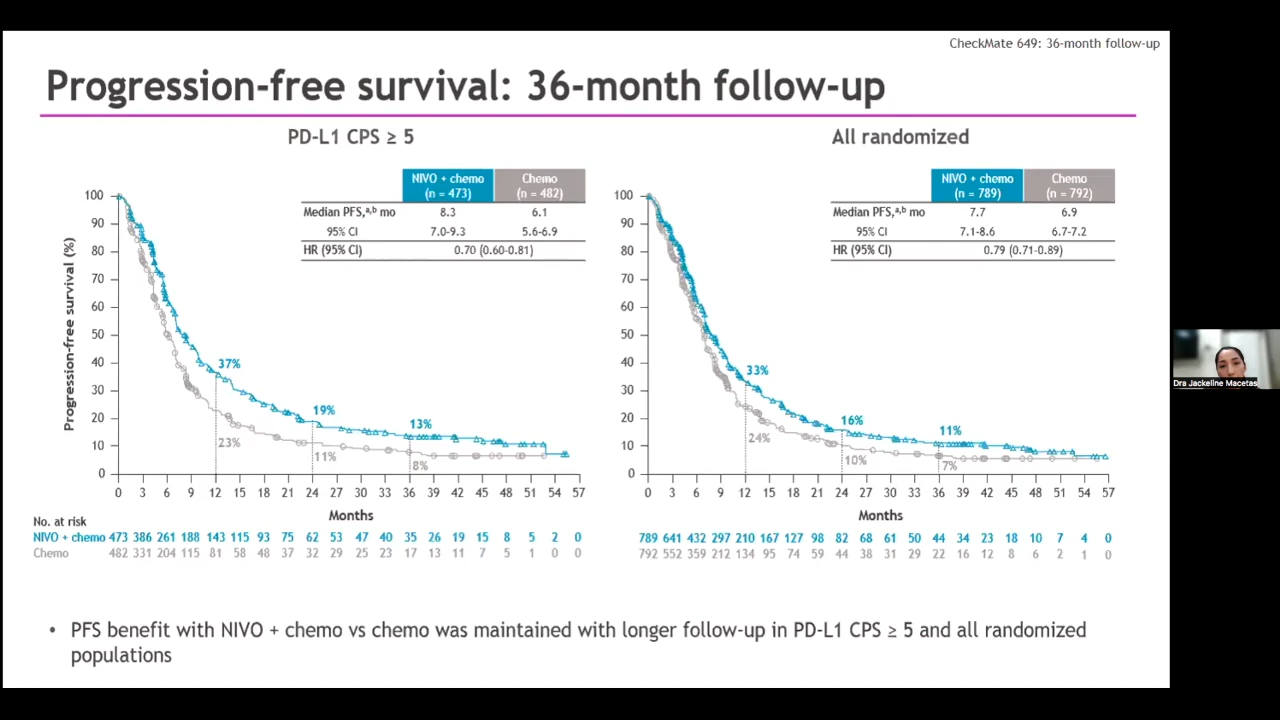 CheckMate 649: 36-month follow-up
Progression-free survival: 36-month follow-up
PD-L1 CPS ≥ 5
NIVO + chemo
(n = 473)
Chemo
(n = 482)
Median PFS,a,b mo 8.3 6.1
95% CI 7.0-9.3 5.6-6.9
HR (95% CI) 0.70 (0.60-0.81)
Progression-free survival (%)
100
90
80
70
60
50
40
30
20
10
0
37%
19%
13%
23%
11%
8%
0 3 6 9 12 15 18 21 24 27 30 33 36 39 42 45 48 51 54 57
Months
No. at risk
NIVO + chemo 473 386 261 188 143 115 93 75 62 53 47 40 35 26 19 15 8 5 2 0
Chemo 482 331 204 115 81 58 48 37 32 29 25 23 17 13 11 7 5 1 0 0
All randomized
NIVO + chemo
(n = 789)
Chemo
(n = 792)
Median PFS,a,b mo 7.7 6.9
95% CI 7.1-8.6 6.7-7.2
HR (95% CI) 0.79 (0.71-0.89)
100
90
80
70
60
50
40
30
20
10
0
33%
16%
11%
24%
10%
7%
0 3 6 9 12 15 18 21 24 27 30 33 36 39 42 45 48 51 54 57
Months
789 641 432 297 210 167 127 98 82 68 61 50 44 34 23 18 10 7 4 0
792 552 359 212 134 95 74 59 44 38 31 29 22 16 12 8 6 2 1 0
• PFS benefit with NIVO + chemo vs chemo was maintained with longer follow-up in PD-L1 CPS ≥ 5 and all randomized
populations
Dra Jackeline Macetas